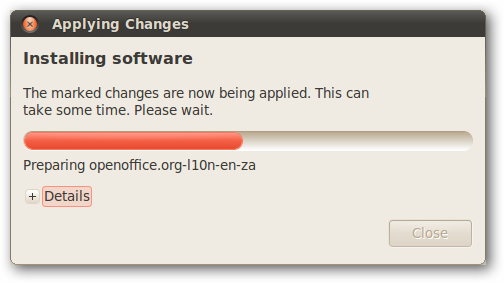 Applying Changes
Installing software
The marked changes are now being applied. This can
take some time. Please wait.
Preparing openoffice.org-l10n-en-za
Details
Close